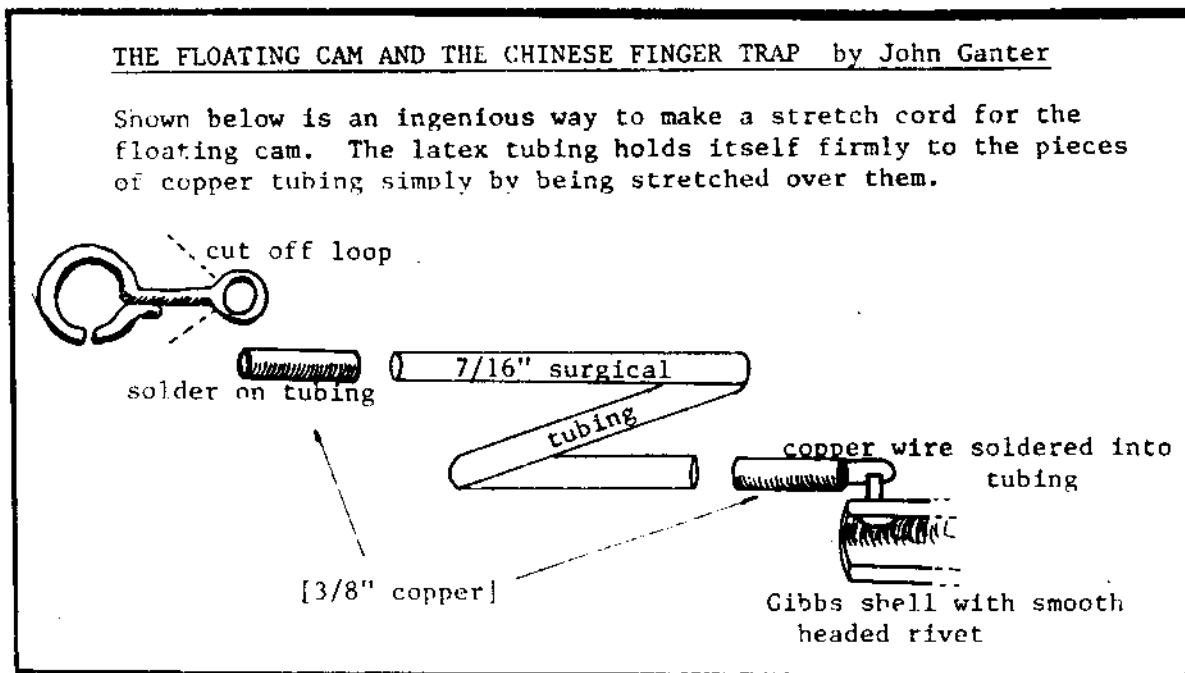 THE FLOATING CAM AND THE CHINESE FINGER TRAP by John Ganter
Shown below is an ingenious way to make a stretch cord for the
floating cam. The latex tubing holds itself firmly to the pieces
of copper tubing simply by being stretched over them.
cut off loop
7/16" surgical
solder on tubing
tubing
copper wire soldered into
tubing
[3/8" copper]
Gibbs shell with smooth
headed rivet